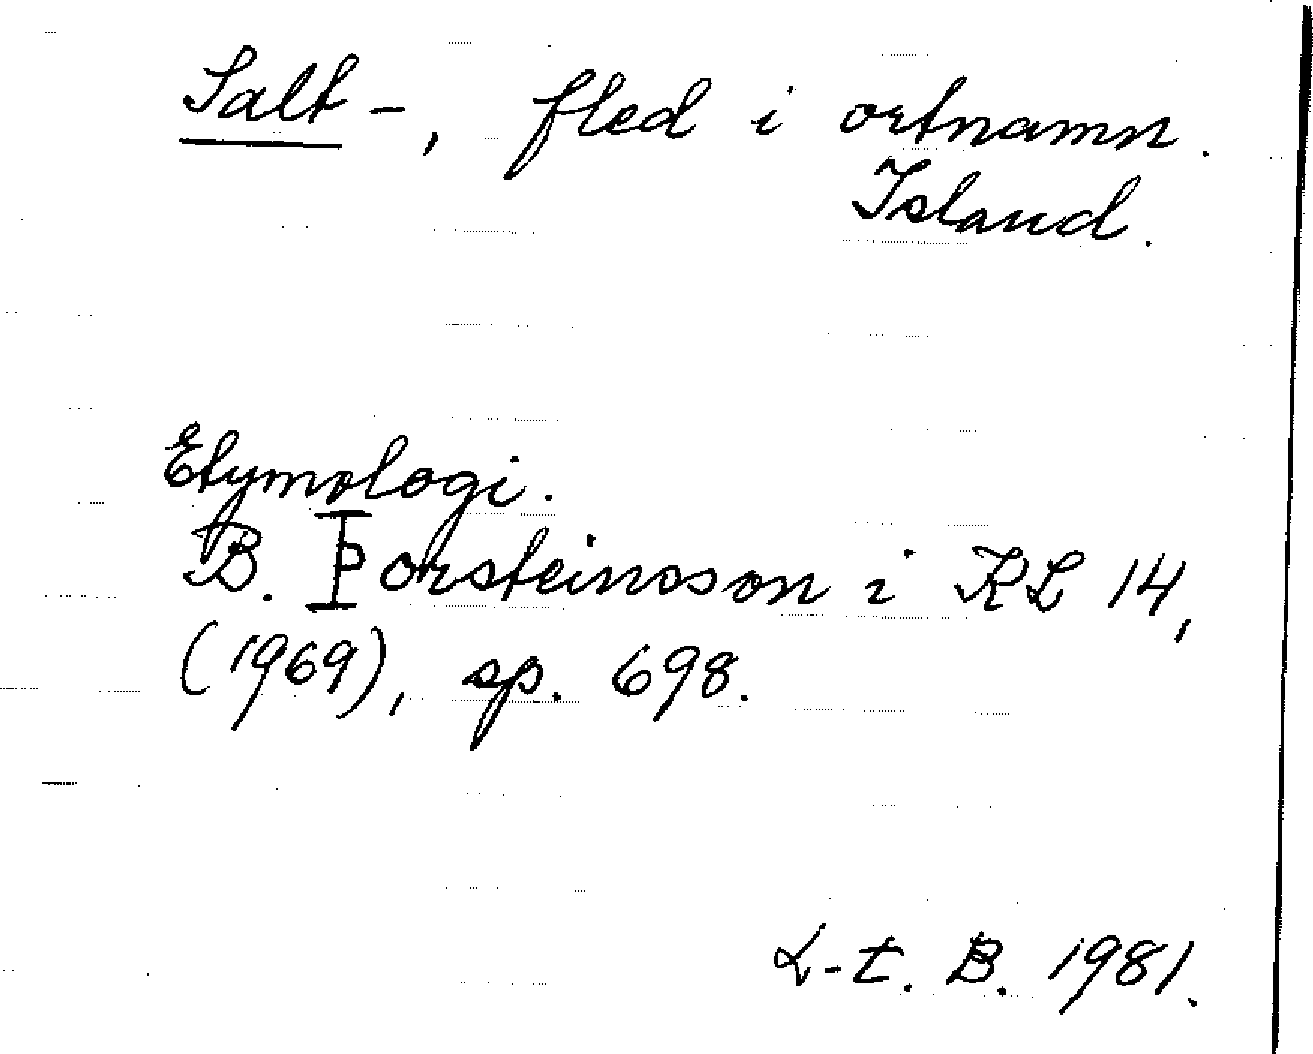 Salt-, fled i ortnamn.
Island.
Etymologi.
B. Þorsteinsson i KL 14,
(1969), sp. 698.
L-t. B. 1981.